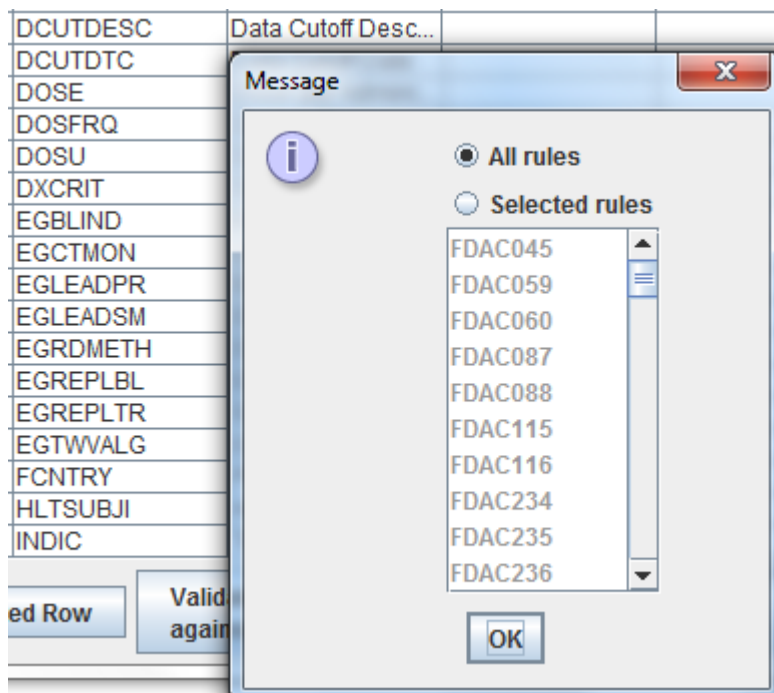 DCUTDESC Data Cutoff Desc...
DCUTDTC
DOSE
DOSFRQ
DOSU
DXCRIT
EGBLIND
EGCTMON
EGLEADPR
EGLEADSM
EGRDMETH
EGREPLBL
EGREPLTR
EGTWVALG
FCNTRY
HLTSUBJI
INDIC
ed Row
Valid
again
Message
All rules
Selected rules
FDAC045
FDAC059
FDAC060
FDAC087
FDAC088
FDAC115
FDAC116
FDAC234
FDAC235
FDAC236
OK